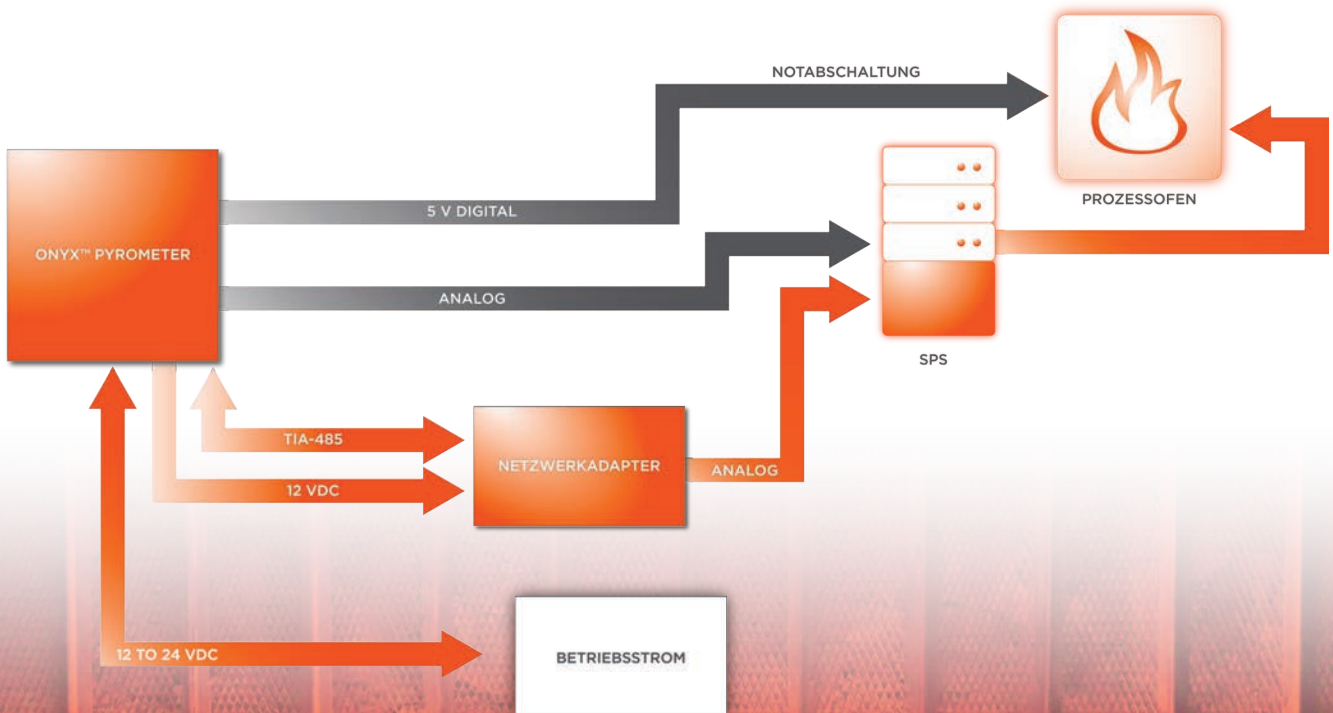 NOTABSCHALTUNG
PROZESSOFEN
5 V DIGITAL
ONYX™ PYROMETER
ANALOG
SPS
TIA-485
NETZWERKADAPTER
ANALOG
12 VDC
12 TO 24 VDC
BETRIEBSSTROM